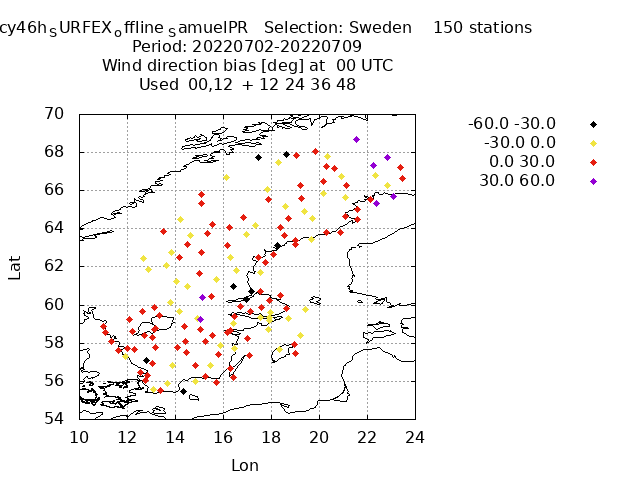 cy46h_SURFEX_offline_SamuelPR   Selection: Sweden    150 stations
Period: 20220702-20220709
Wind direction bias [deg] at  00 UTC
Used  00,12  + 12 24 36 48
70
68
66
64
62
60
58
56
54
10 12 14 16 18 20 22 24
Lat
Lon
-60.0 -30.0
-30.0 0.0
0.0 30.0
30.0 60.0